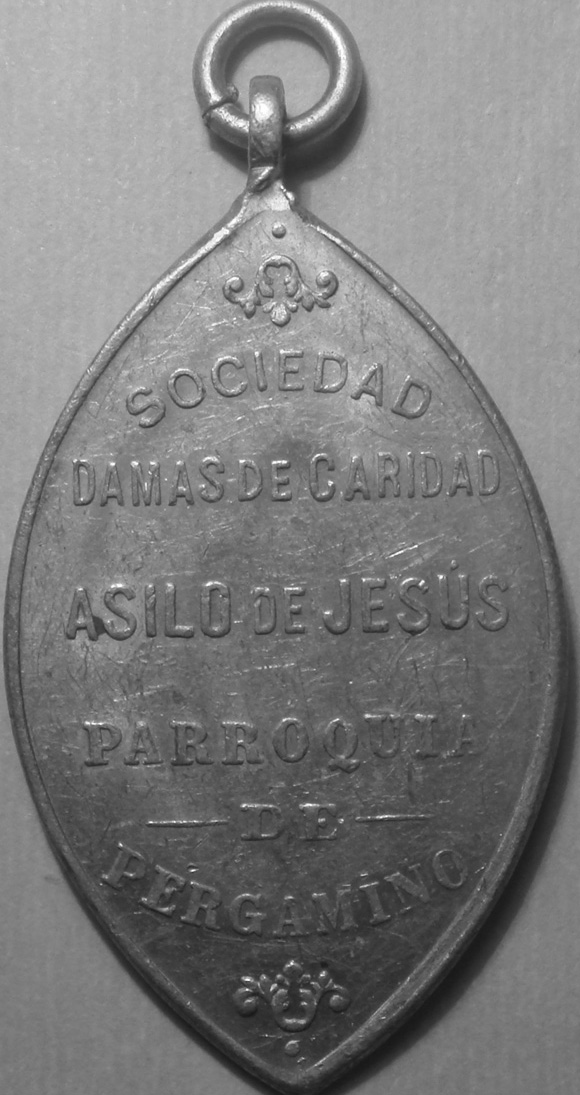 SOCIEDAD
DAMAS DE CARIDAD
ASILO DE JESÚS
PARROQUIA
DE
PERGAMINO